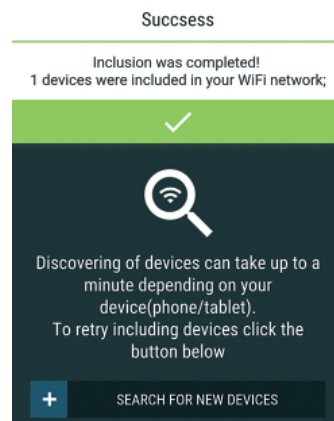 Succsess
Inclusion was completed!
1 devices were included in your WiFi network;
Discovering of devices can take up to a
minute depending on your
device(phone/tablet).
To retry including devices click the
button below
+ SEARCH FOR NEW DEVICES